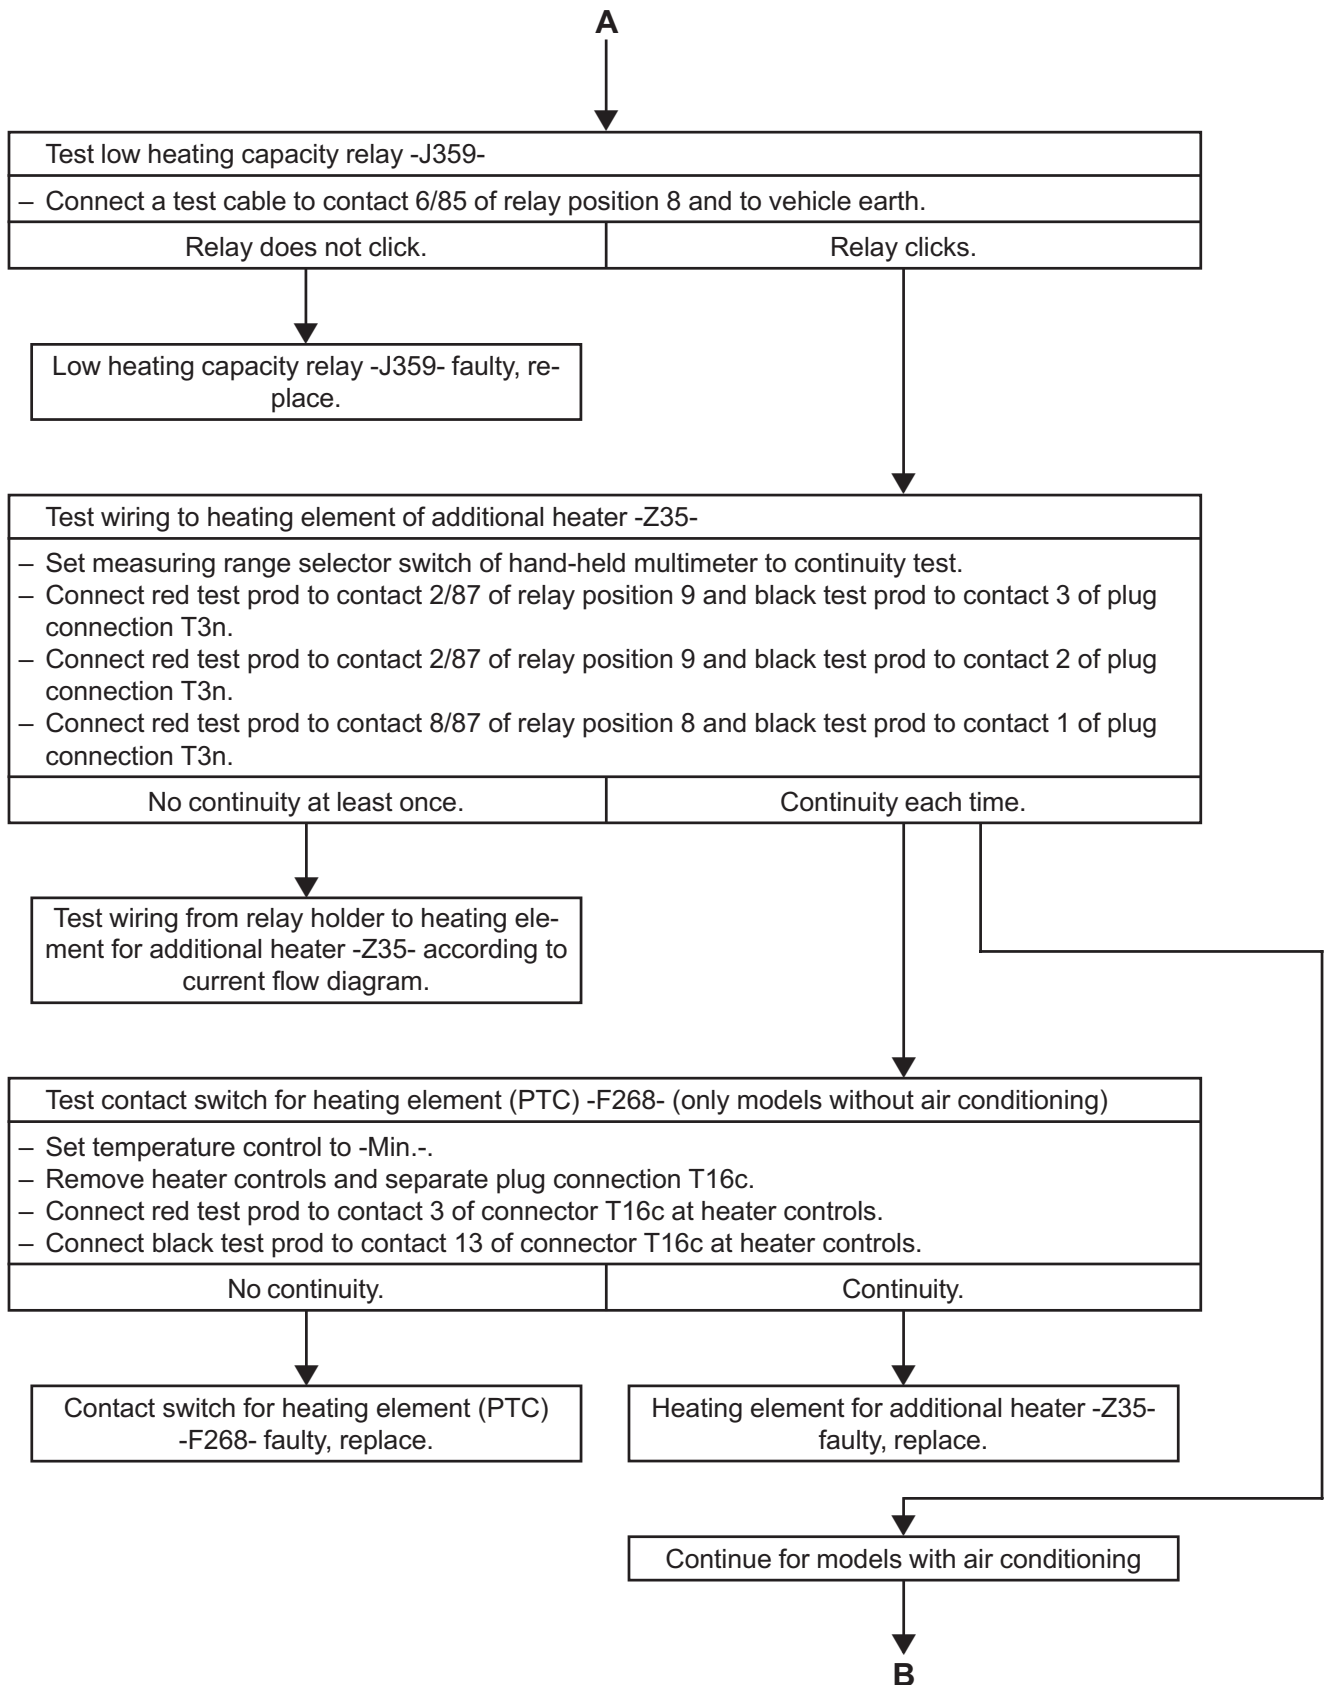 A
Test low heating capacity relay -J359-
– Connect a test cable to contact 6/85 of relay position 8 and to vehicle earth.
Relay does not click.
Relay clicks.
Low heating capacity relay -J359- faulty, re-
place.
Test wiring to heating element of additional heater -Z35-
– Set measuring range selector switch of hand-held multimeter to continuity test.
– Connect red test prod to contact 2/87 of relay position 9 and black test prod to contact 3 of plug
connection T3n.
– Connect red test prod to contact 2/87 of relay position 9 and black test prod to contact 2 of plug
connection T3n.
– Connect red test prod to contact 8/87 of relay position 8 and black test prod to contact 1 of plug
connection T3n.
No continuity at least once.
Continuity each time.
Test wiring from relay holder to heating ele-
ment for additional heater -Z35- according to
current flow diagram.
Test contact switch for heating element (PTC) -F268- (only models without air conditioning)
– Set temperature control to -Min.-.
– Remove heater controls and separate plug connection T16c.
– Connect red test prod to contact 3 of connector T16c at heater controls.
– Connect black test prod to contact 13 of connector T16c at heater controls.
No continuity.
Continuity.
Contact switch for heating element (PTC)
-F268- faulty, replace.
Heating element for additional heater -Z35-
faulty, replace.
Continue for models with air conditioning
B